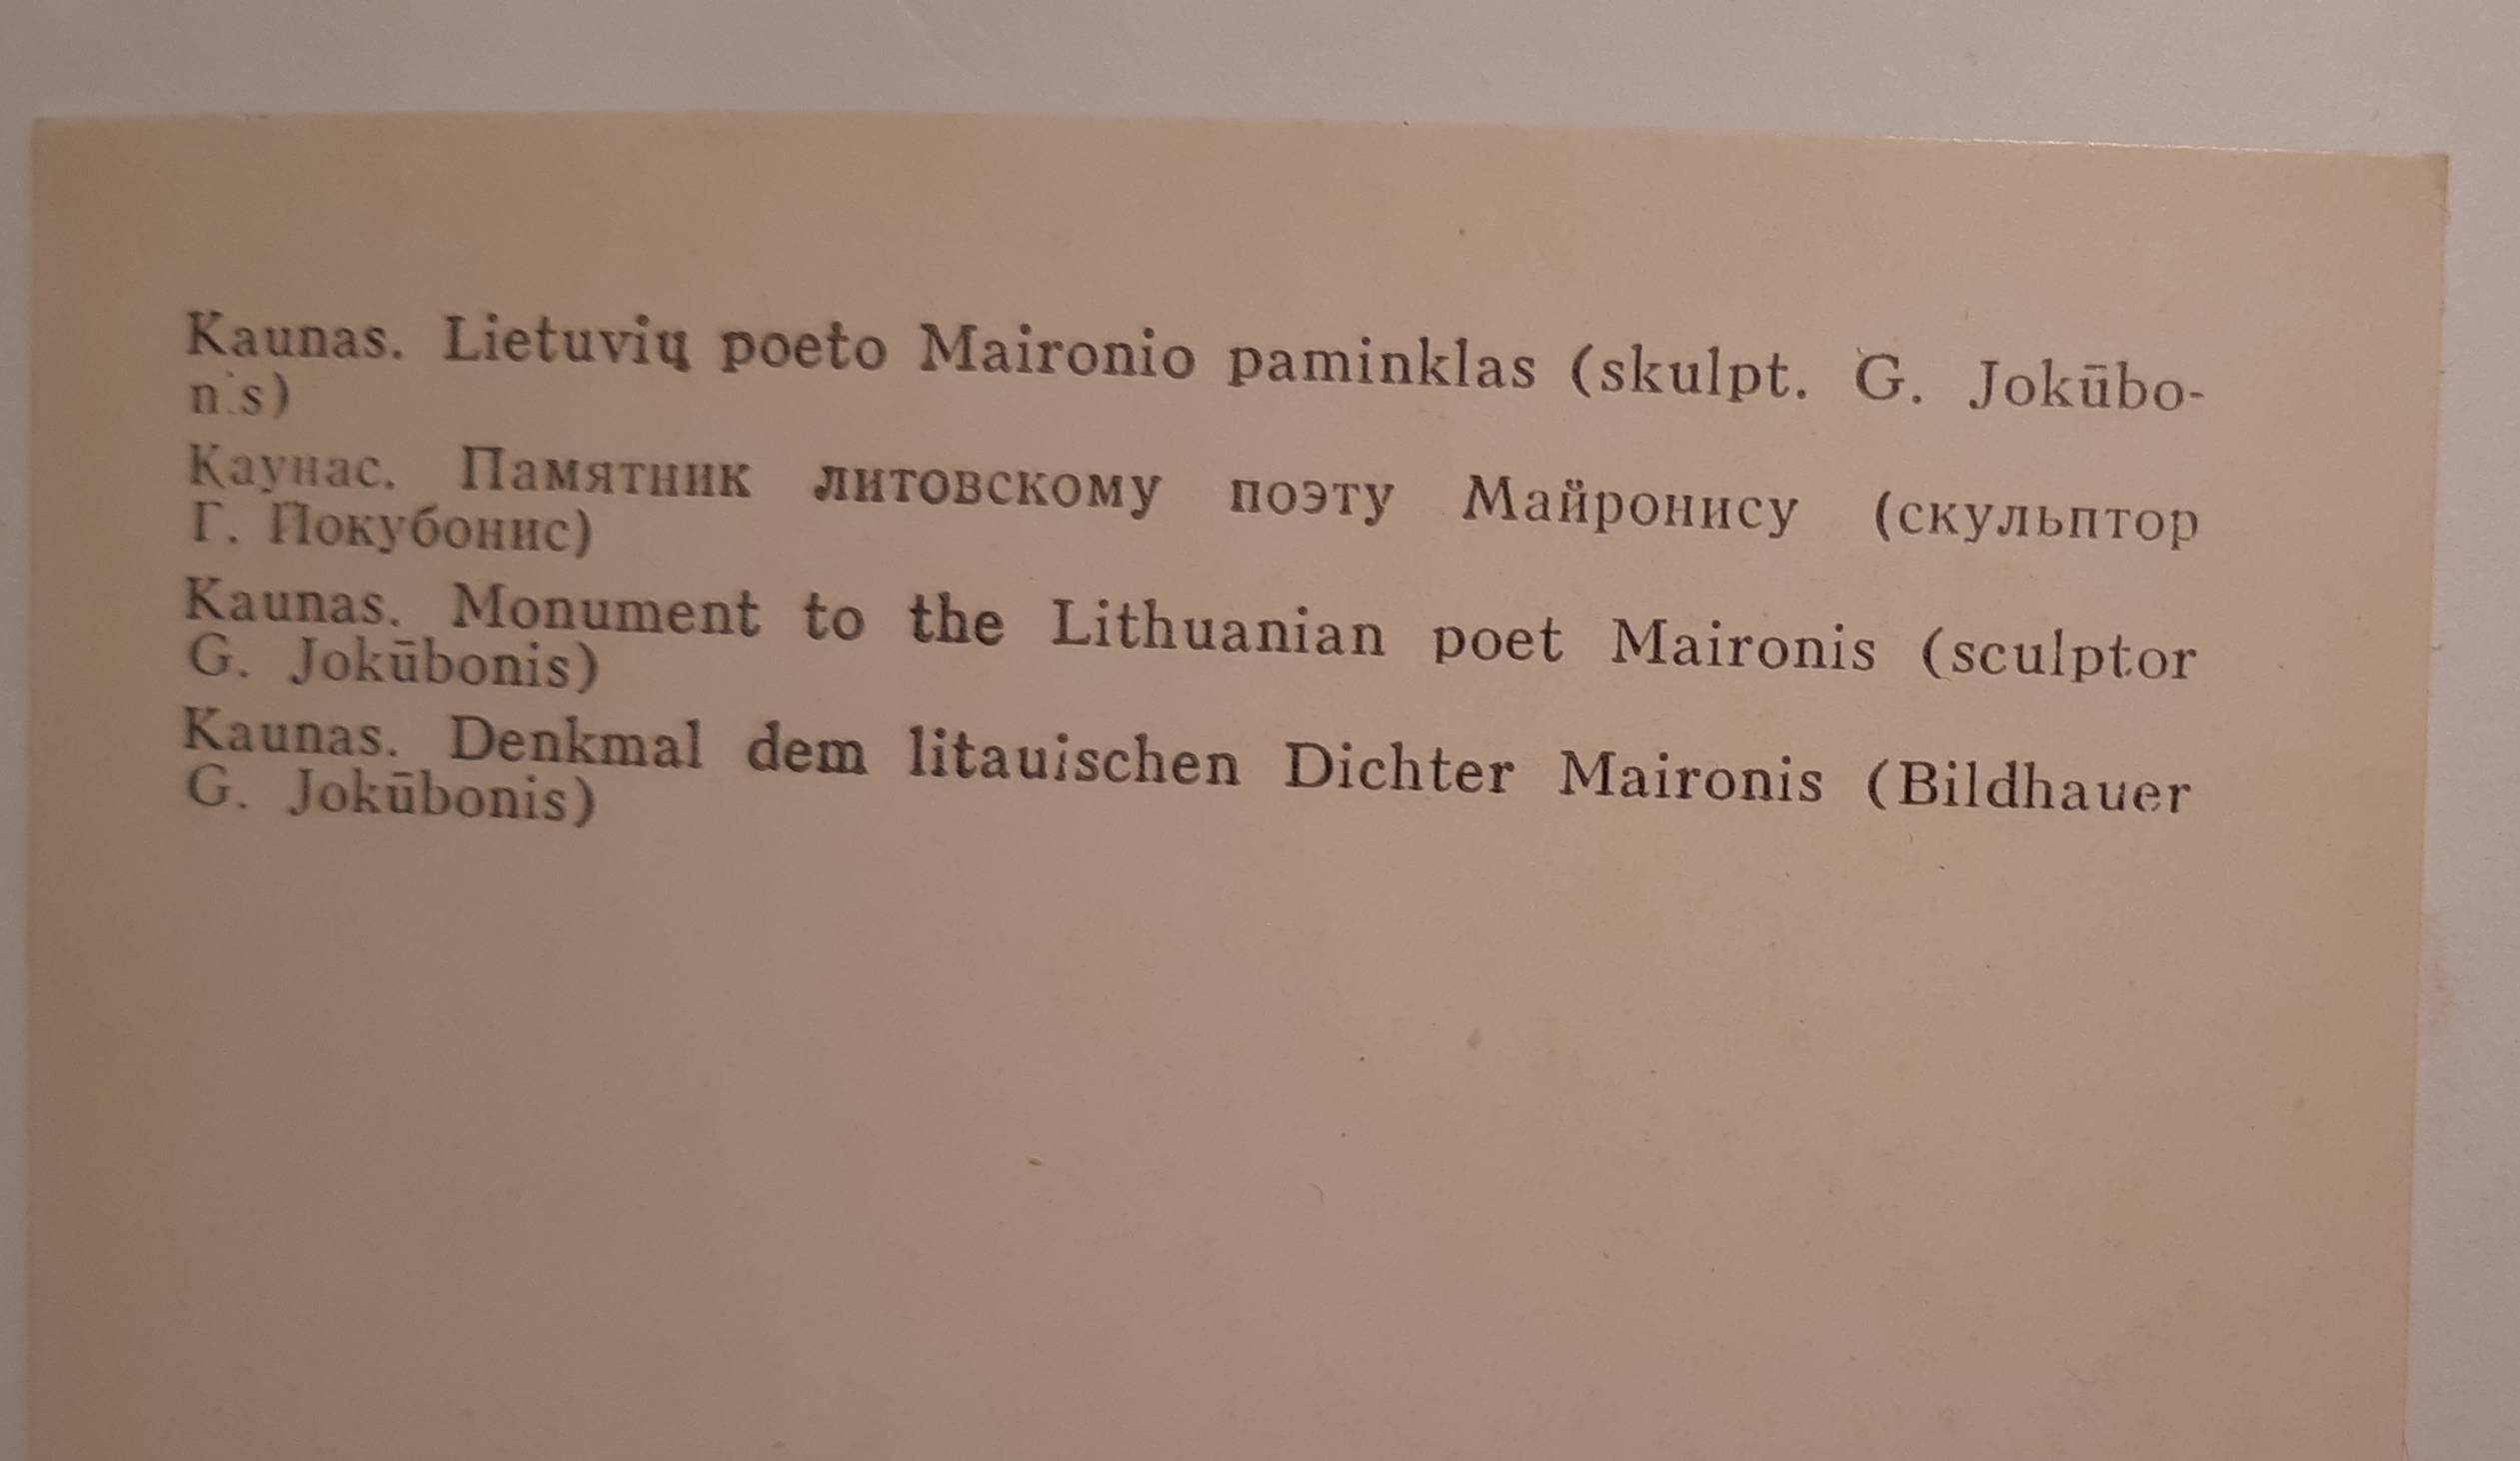 Kaunas. Lietuvių poeto Maironio paminklas (skulpt. G. Jokūbo-
nis)
Каунас. Памятник литовскому поэту Майронису (скульптор
Г. Йокубонис)
Kaunas. Monument to the Lithuanian poet Maironis (sculptor
G. Jokūbonis)
Kaunas. Denkmal dem litauischen Dichter Maironis (Bildhauer
G. Jokūbonis)